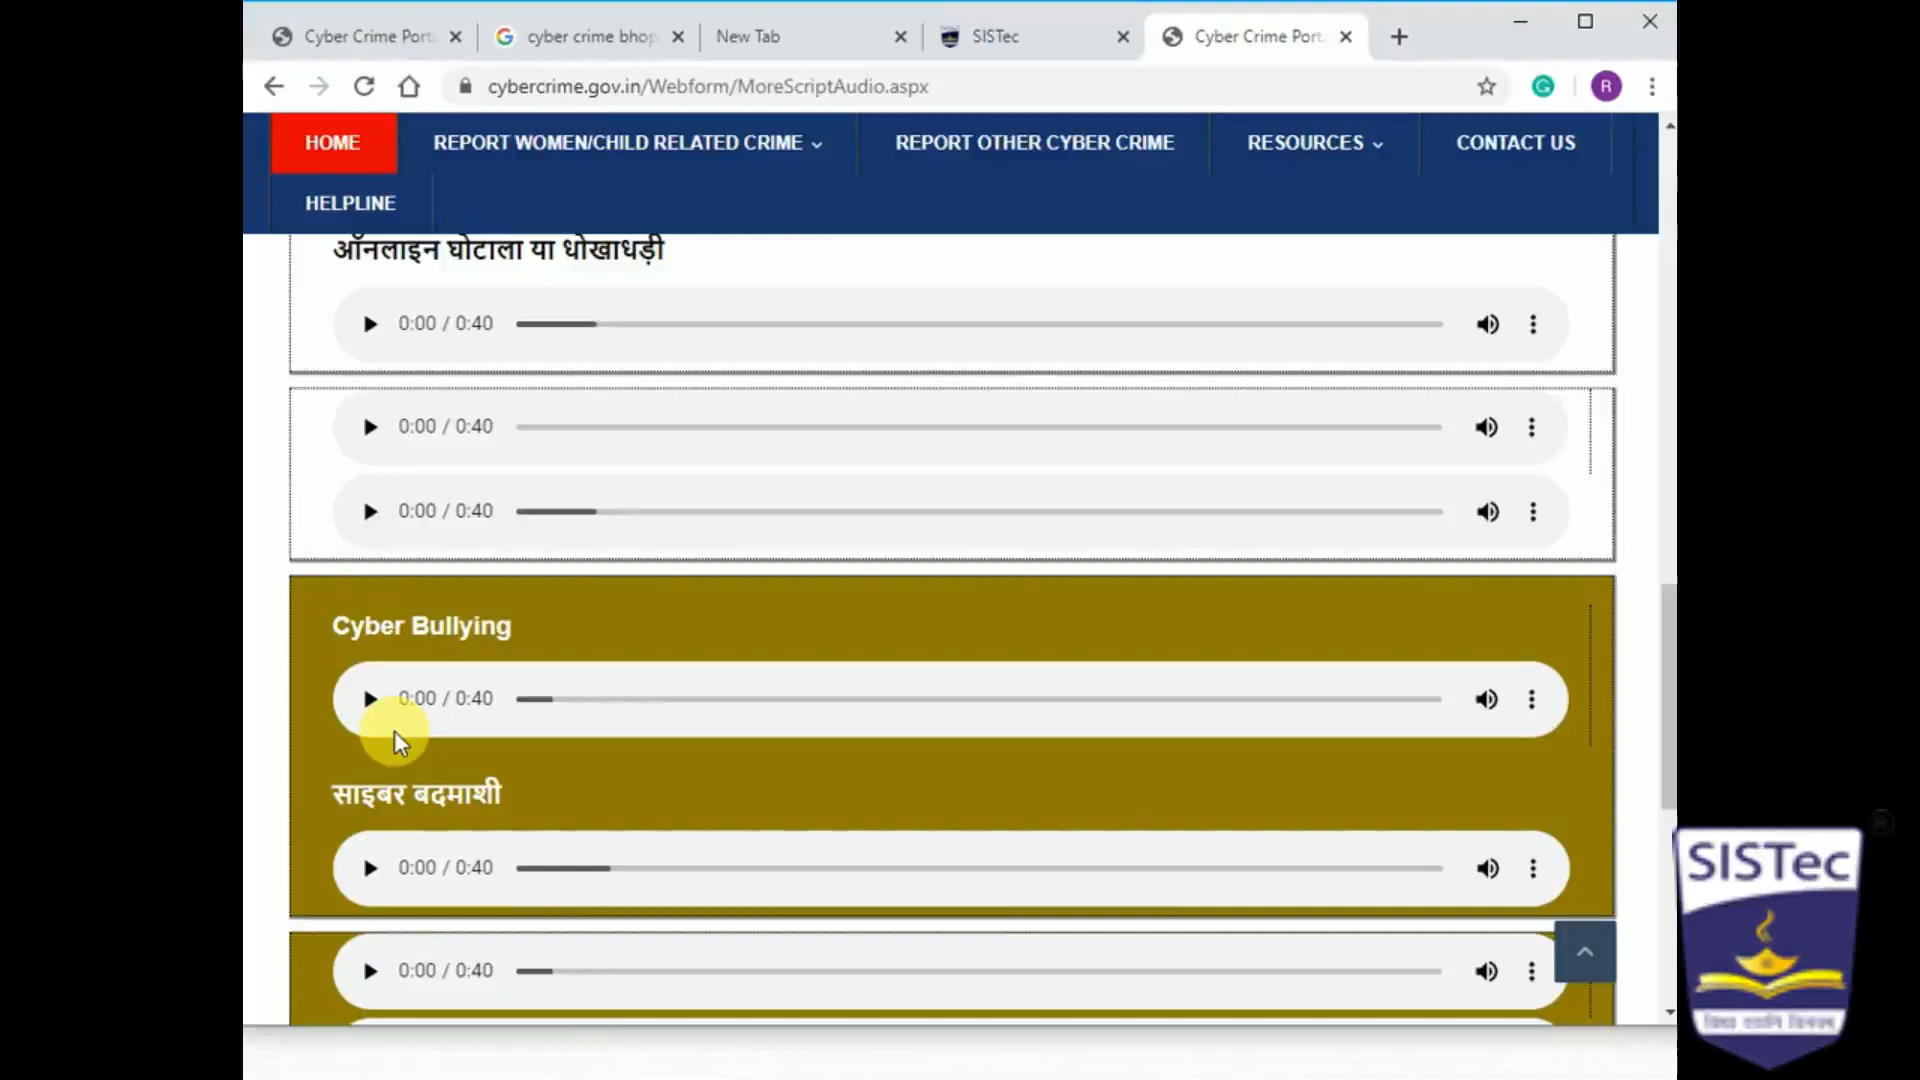 Cyber Crime Port
cyber crime bhop
New Tab
SISTec
Cyber Crime Port
cybercrime.gov.in/Webform/MoreScriptAudio.aspx
R
HOME
REPORT WOMEN/CHILD RELATED CRIME
REPORT OTHER CYBER CRIME
RESOURCES
CONTACT US
HELPLINE
ऑनलाइन घोटाला या धोखाधड़ी
0:00 / 0:40
0:00 / 0:40
0:00 / 0:40
Cyber Bullying
0:00 / 0:40
साइबर बदमाशी
0:00 / 0:40
0:00 / 0:40
SISTec